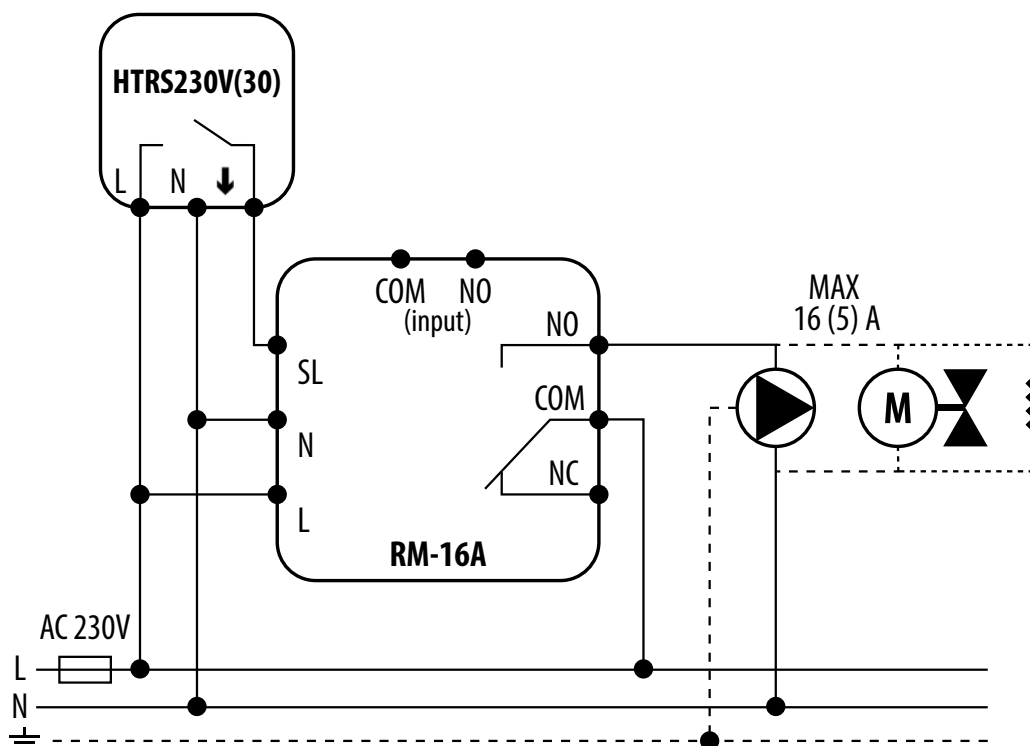 HTRS230V(30)
L N
COM NO
(input)
MAX
16 (5) A
NO
SL
COM
N
NC
L
RM-16A
AC 230V
L
N
M